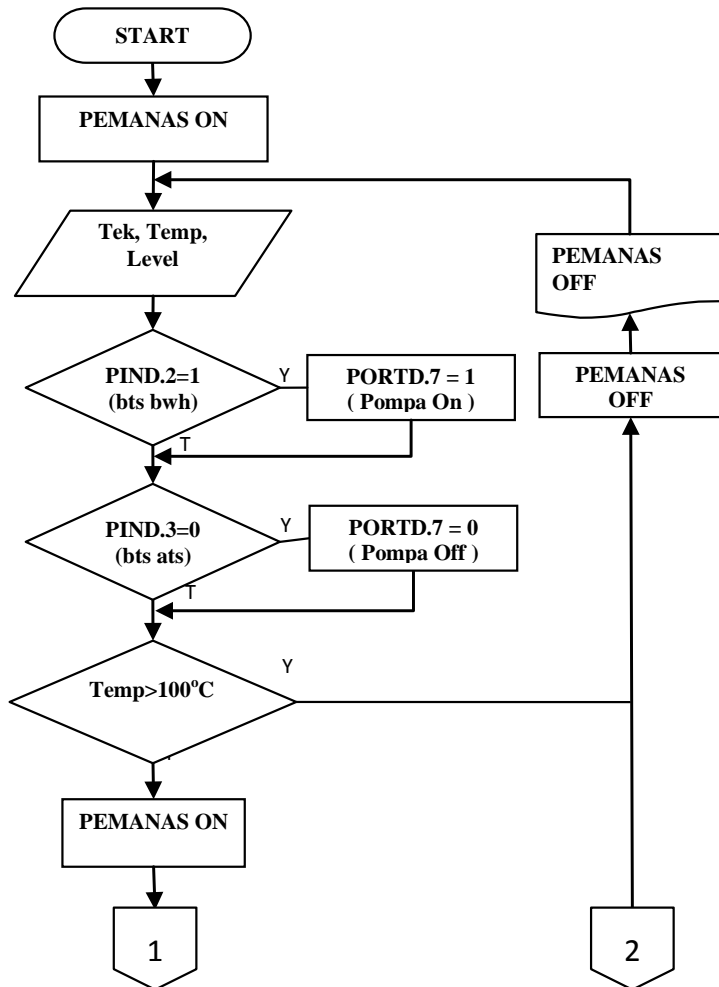 START
PEMANAS ON
Tek, Temp,
Level
PEMANAS
OFF
PIND.2=1
(bts bwh)
Y
PORTD.7 = 1
( Pompa On )
PEMANAS
OFF
T
PIND.3=0
(bts ats)
Y
PORTD.7 = 0
( Pompa Off )
T
Temp>100°C
Y
PEMANAS ON
1
2